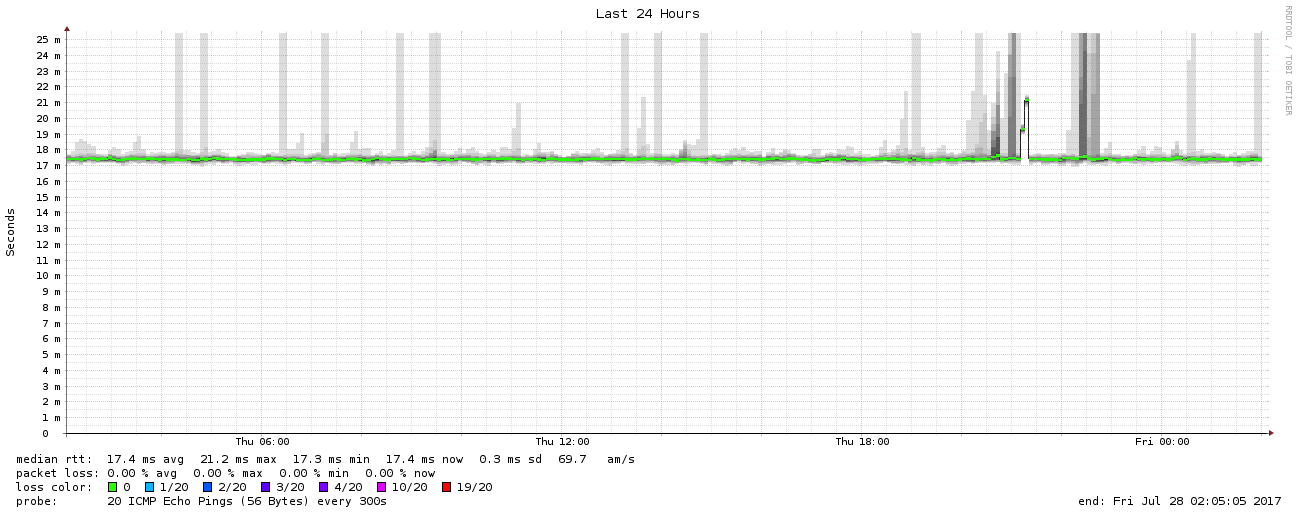 Last 24 Hours
RRDTOOL / TOBI OETIKER
Seconds
25 m
24 m
23 m
22 m
21 m
20 m
19 m
18 m
17 m
16 m
15 m
14 m
13 m
12 m
11 m
10 m
9 m
8 m
7 m
6 m
5 m
4 m
3 m
2 m
1 m
0
Thu 06:00 Thu 12:00 Thu 18:00 Fri 00:00
median rtt: 17.4 ms avg 21.2 ms max 17.3 ms min 17.4 ms now 0.3 ms sd 69.7 am/s
packet loss: 0.00 % avg 0.00 % max 0.00 % min 0.00 % now
loss color: 0 1/20 2/20 3/20 4/20 10/20 19/20
probe: 20 ICMP Echo Pings (56 Bytes) every 300s end: Fri Jul 28 02:05:05 2017